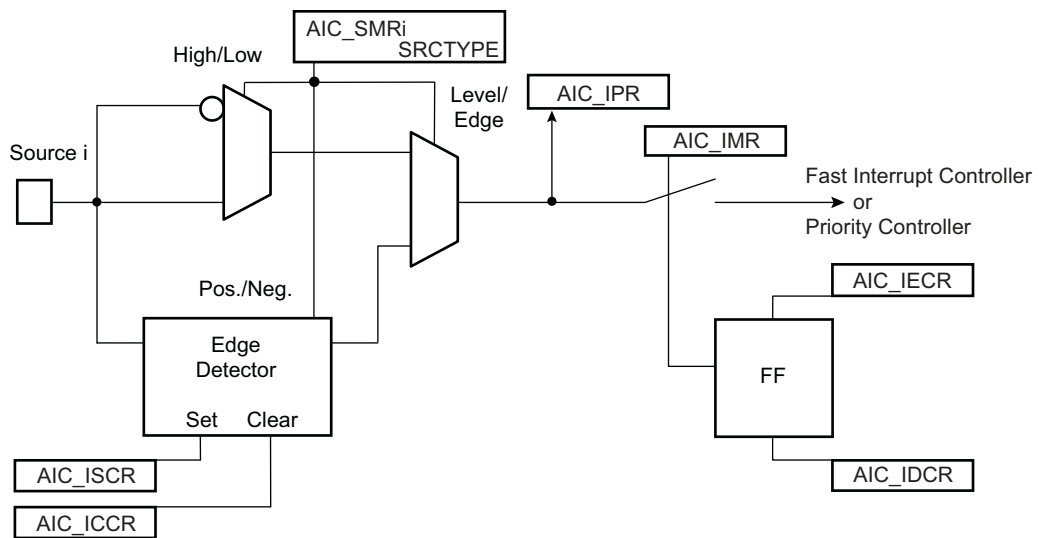 AIC_SMRi
SRCTYPE
High/Low
Level/
Edge
AIC_IPR
AIC_IMR
Source i
Fast Interrupt Controller
or
Priority Controller
Pos./Neg.
AIC_IECR
Edge
Detector
FF
Set Clear
AIC_ISCR
AIC_IDCR
AIC_ICCR